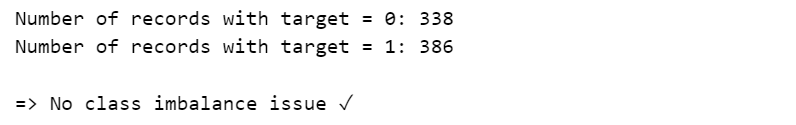 Number of records with target = 0: 338
Number of records with target = 1: 386
=> No class imbalance issue ✓